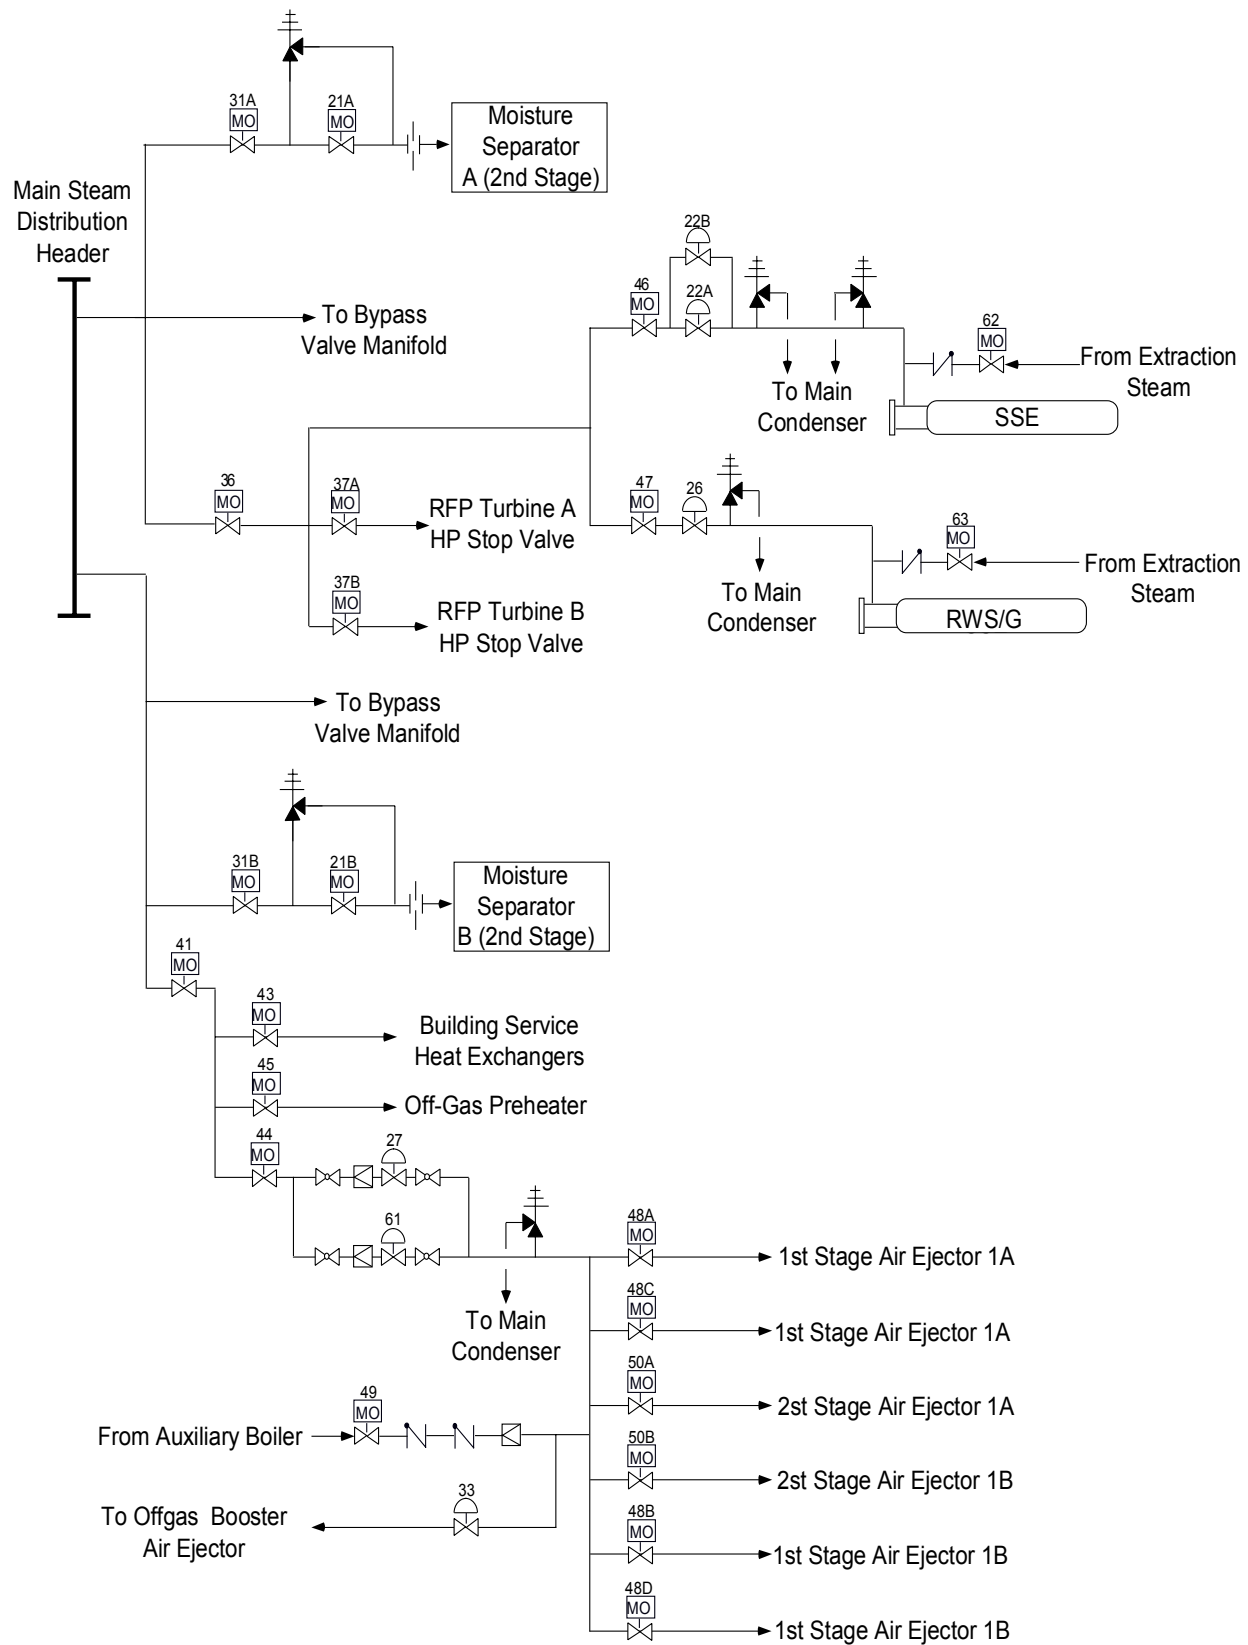 31A
MO
21A
MO
Moisture
Separator
A (2nd Stage)
Main Steam
Distribution
Header
To Bypass
Valve Manifold
22B
46
MO
22A
62
MO
From Extraction
Steam
To Main
Condenser
SSE
36
MO
37A
MO
RFP Turbine A
HP Stop Valve
47
MO
26
63
MO
From Extraction
Steam
37B
MO
RFP Turbine B
HP Stop Valve
To Main
Condenser
RWS/G
To Bypass
Valve Manifold
31B
MO
21B
MO
Moisture
Separator
B (2nd Stage)
41
MO
43
MO
Building Service
Heat Exchangers
45
MO
Off-Gas Preheater
44
MO
27
61
To Main
Condenser
48A
MO
1st Stage Air Ejector 1A
48C
MO
1st Stage Air Ejector 1A
50A
MO
2st Stage Air Ejector 1A
49
MO
From Auxiliary Boiler
50B
MO
2st Stage Air Ejector 1B
33
To Offgas Booster
Air Ejector
48B
MO
1st Stage Air Ejector 1B
48D
MO
1st Stage Air Ejector 1B